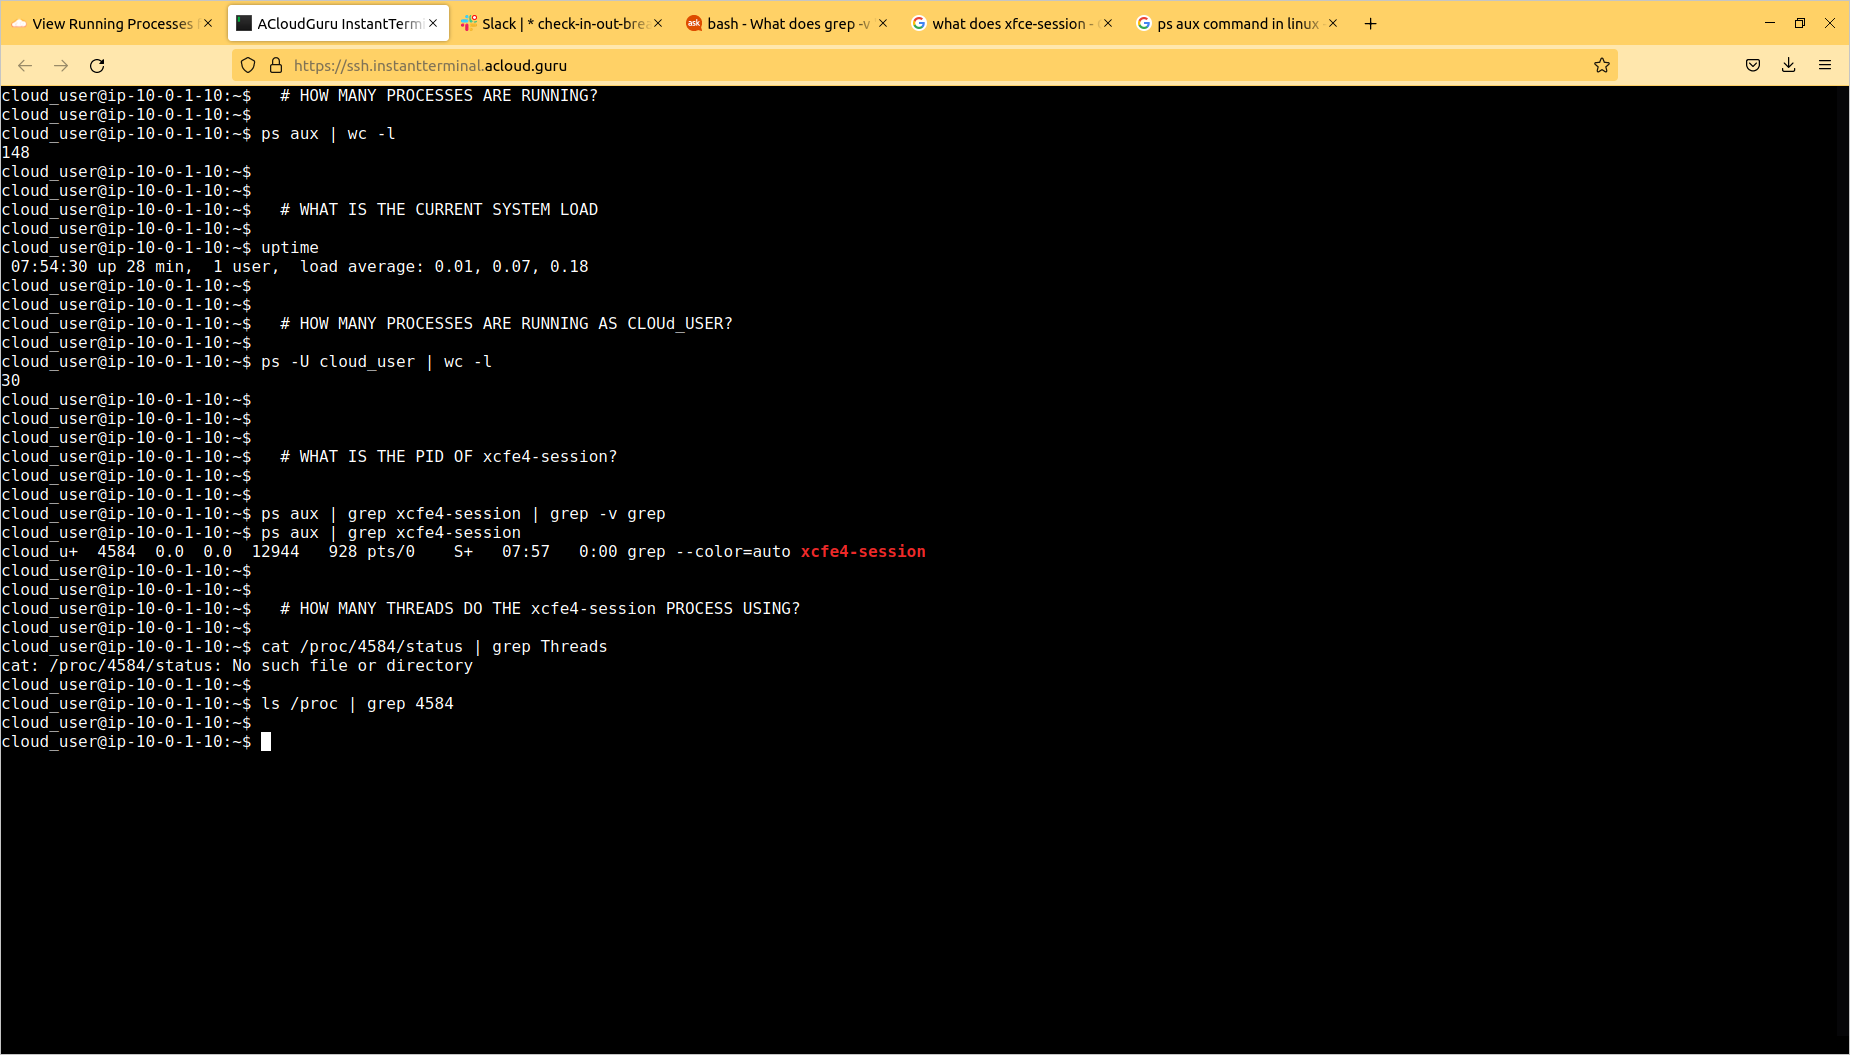 View Running Processes
ACloudGuru InstantTermi
Slack | * check-in-out-brea
bash - What does grep -v
what does xfce-session -
ps aux command in linux
https://ssh.instantterminal.acloud.guru
cloud_user@ip-10-0-1-10:~$   # HOW MANY PROCESSES ARE RUNNING?
cloud_user@ip-10-0-1-10:~$
cloud_user@ip-10-0-1-10:~$ ps aux | wc -l
148
cloud_user@ip-10-0-1-10:~$
cloud_user@ip-10-0-1-10:~$
cloud_user@ip-10-0-1-10:~$   # WHAT IS THE CURRENT SYSTEM LOAD
cloud_user@ip-10-0-1-10:~$
cloud_user@ip-10-0-1-10:~$ uptime
 07:54:30 up 28 min,  1 user,  load average: 0.01, 0.07, 0.18
cloud_user@ip-10-0-1-10:~$
cloud_user@ip-10-0-1-10:~$
cloud_user@ip-10-0-1-10:~$   # HOW MANY PROCESSES ARE RUNNING AS CLOUd_USER?
cloud_user@ip-10-0-1-10:~$
cloud_user@ip-10-0-1-10:~$ ps -U cloud_user | wc -l
30
cloud_user@ip-10-0-1-10:~$
cloud_user@ip-10-0-1-10:~$
cloud_user@ip-10-0-1-10:~$
cloud_user@ip-10-0-1-10:~$   # WHAT IS THE PID OF xcfe4-session?
cloud_user@ip-10-0-1-10:~$
cloud_user@ip-10-0-1-10:~$
cloud_user@ip-10-0-1-10:~$ ps aux | grep xcfe4-session | grep -v grep
cloud_user@ip-10-0-1-10:~$ ps aux | grep xcfe4-session
cloud_u+  4584  0.0  0.0  12944   928 pts/0    S+   07:57   0:00 grep --color=auto xcfe4-session
cloud_user@ip-10-0-1-10:~$
cloud_user@ip-10-0-1-10:~$
cloud_user@ip-10-0-1-10:~$   # HOW MANY THREADS DO THE xcfe4-session PROCESS USING?
cloud_user@ip-10-0-1-10:~$
cloud_user@ip-10-0-1-10:~$ cat /proc/4584/status | grep Threads
cat: /proc/4584/status: No such file or directory
cloud_user@ip-10-0-1-10:~$
cloud_user@ip-10-0-1-10:~$ ls /proc | grep 4584
cloud_user@ip-10-0-1-10:~$
cloud_user@ip-10-0-1-10:~$